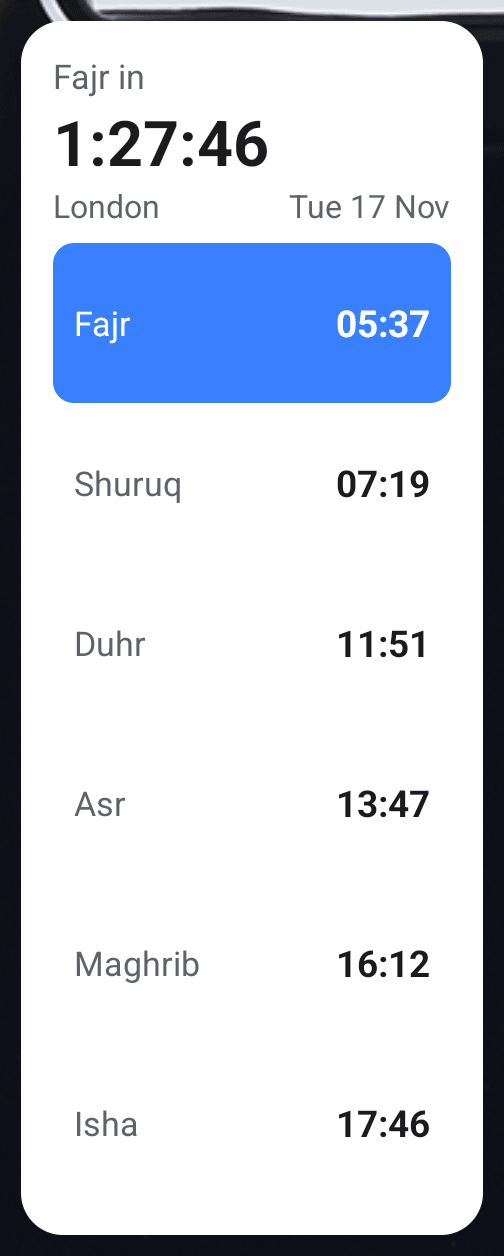 Fajr in
1:27:46
London Tue 17 Nov
Fajr 05:37
Shuruq 07:19
Duhr 11:51
Asr 13:47
Maghrib 16:12
Isha 17:46